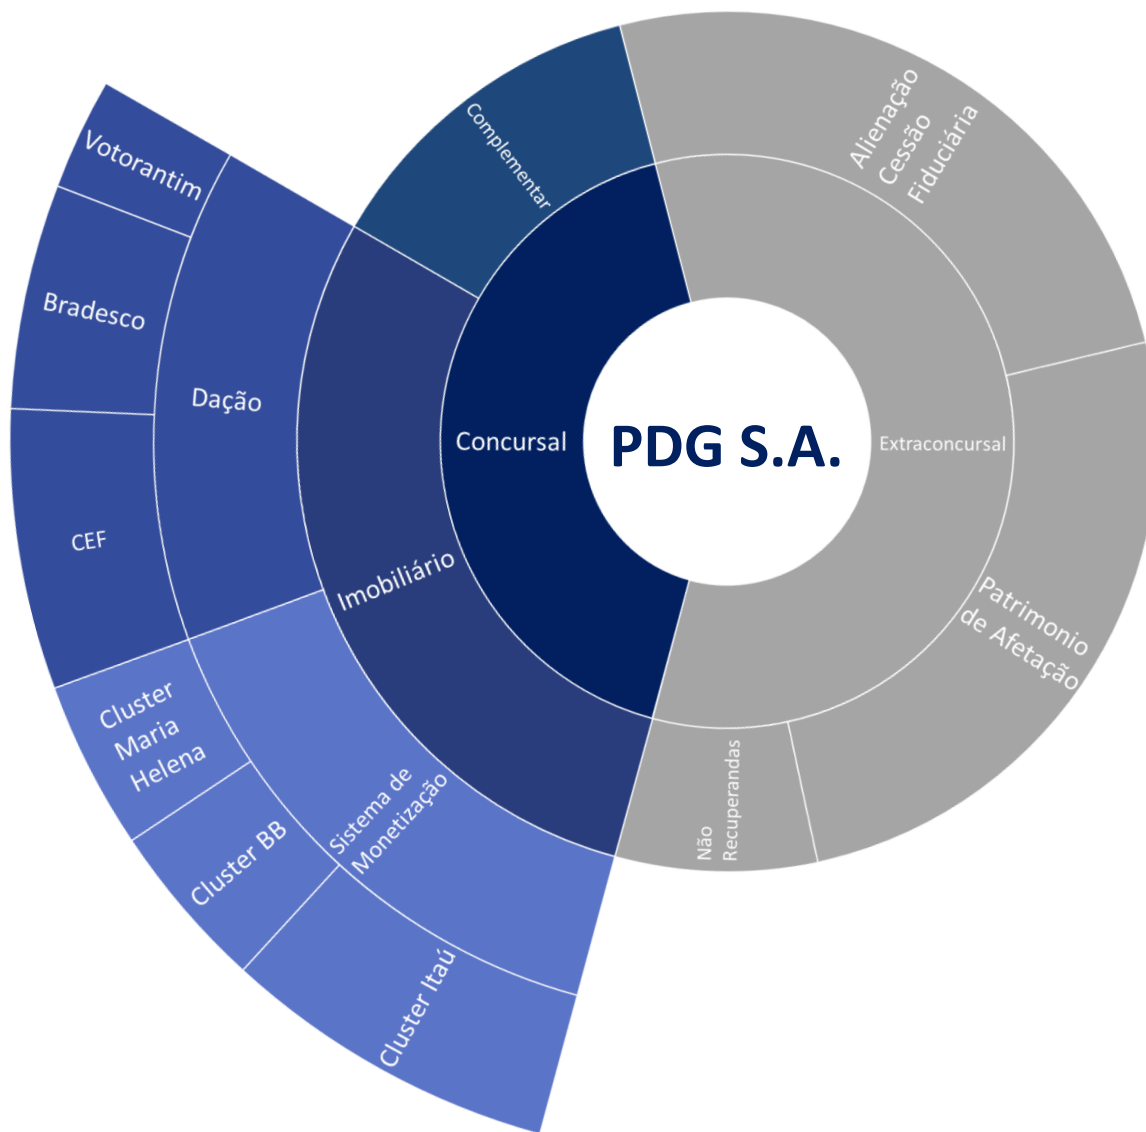 PDG S.A.
Concursal
Extraconcursal
Complementar
Imobiliário
Alienação
Cessão
Fiduciária
Patrimonio
de Afetação
Não
Recuperandas
Dação
Sistema de
Monetização
Votorantim
Bradesco
CEF
Cluster
Maria
Helena
Cluster BB
Cluster Itaú